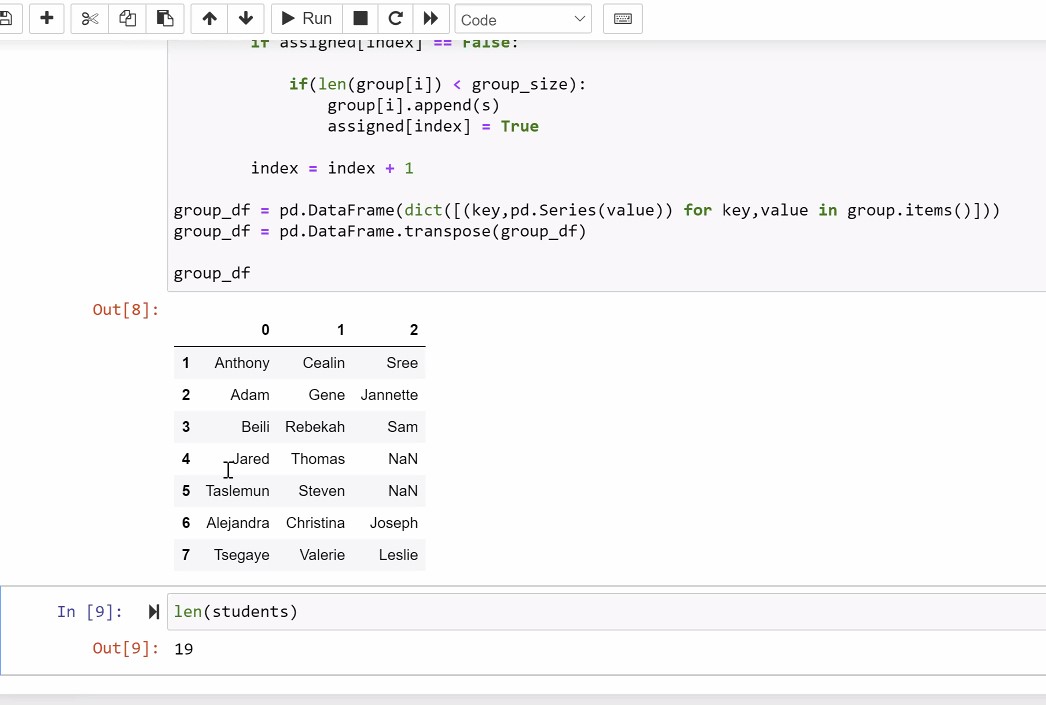 Run Code
if assigned[index] == False:
if(len(group[i]) < group_size):
group[i].append(s)
assigned[index] = True
index = index + 1
group_df = pd.DataFrame(dict([(key,pd.Series(value)) for key,value in group.items()]))
group_df = pd.DataFrame.transpose(group_df)
group_df
Out[8]:
0 1 2
1 Anthony Cealin Sree
2 Adam Gene Jannette
3 Beili Rebekah Sam
4 Jared Thomas NaN
5 Taslemun Steven NaN
6 Alejandra Christina Joseph
7 Tsegaye Valerie Leslie
In [9]: len(students)
Out[9]: 19